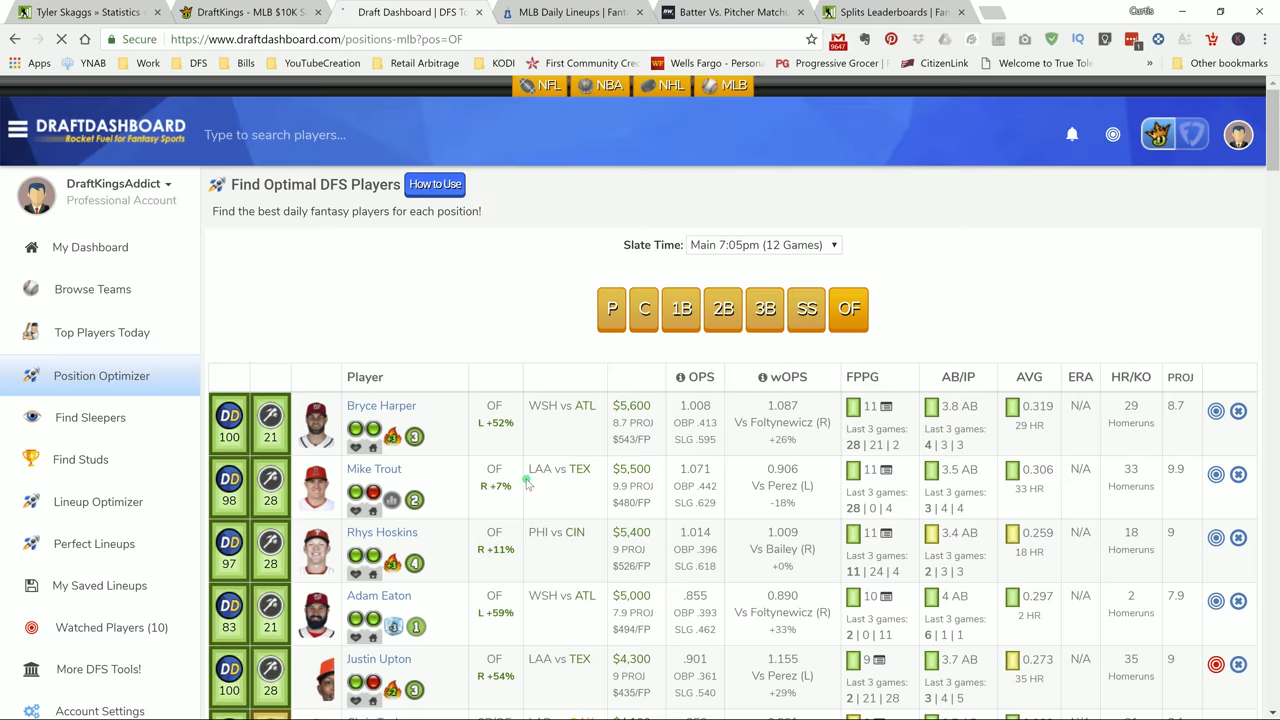 Tyler Skaggs » Statistics
DraftKings - MLB $10K S
Draft Dashboard | DFS To
MLB Daily Lineups | Fant
Batter Vs. Pitcher Matchu
Splits Leaderboards | Fan
Curtis
Secure https://www.draftdashboard.com/positions-mlb?pos=OF
9647
Apps YNAB Work DFS Bills YouTubeCreation Retail Arbitrage KODI First Community Cre Wells Fargo - Persona Progressive Grocer | CitizenLink Welcome to True Tole » Other bookmarks
NFL NBA NHL MLB
DRAFTDASHBOARD
Rocket Fuel for Fantasy Sports
Type to search players...
DraftKingsAddict
Professional Account
My Dashboard
Browse Teams
Top Players Today
Position Optimizer
Find Sleepers
Find Studs
Lineup Optimizer
Perfect Lineups
My Saved Lineups
Watched Players (10)
More DFS Tools!
Account Settings
Find Optimal DFS Players How to Use
Find the best daily fantasy players for each position!
Slate Time: Main 7:05pm (12 Games)
P C 1B 2B 3B SS OF
Player OPS wOPS FPPG AB/IP AVG ERA HR/KO PROJ
Bryce Harper OF WSH vs ATL $5,600 1.008 1.087 11 3.8 AB 0.319 N/A 29 8.7
DD 100 21 3 L +52% 8.7 PROJ OBP .413 Vs Foltynewicz (R) Last 3 games: Last 3 games: 29 HR Homeruns
$543/FP SLG .595 +26% 28 | 21 | 2 4 | 3 | 3
Mike Trout OF LAA vs TEX $5,500 1.071 0.906 11 3.5 AB 0.306 N/A 33 9.9
DD 98 28 2 R +7% 9.9 PROJ OBP .442 Vs Perez (L) Last 3 games: Last 3 games: 33 HR Homeruns
$480/FP SLG .629 -18% 28 | 0 | 4 3 | 4 | 4
Rhys Hoskins OF PHI vs CIN $5,400 1.014 1.009 11 3.4 AB 0.259 N/A 18 9
DD 97 28 4 R +11% 9 PROJ OBP .396 Vs Bailey (R) Last 3 games: Last 3 games: 18 HR Homeruns
$526/FP SLG .618 +0% 11 | 24 | 4 2 | 3 | 3
Adam Eaton OF WSH vs ATL $5,000 .855 0.890 10 4 AB 0.297 N/A 2 7.9
DD 83 21 1 L +59% 7.9 PROJ OBP .393 Vs Foltynewicz (R) Last 3 games: Last 3 games: 2 HR Homeruns
$494/FP SLG .462 +33% 2 | 0 | 11 6 | 1 | 1
Justin Upton OF LAA vs TEX $4,300 .901 1.155 9 3.7 AB 0.273 N/A 35 9
DD 100 28 3 R +54% 9 PROJ OBP .361 Vs Perez (L) Last 3 games: Last 3 games: 35 HR Homeruns
$435/FP SLG .540 +29% 2 | 21 | 28 3 | 4 | 5